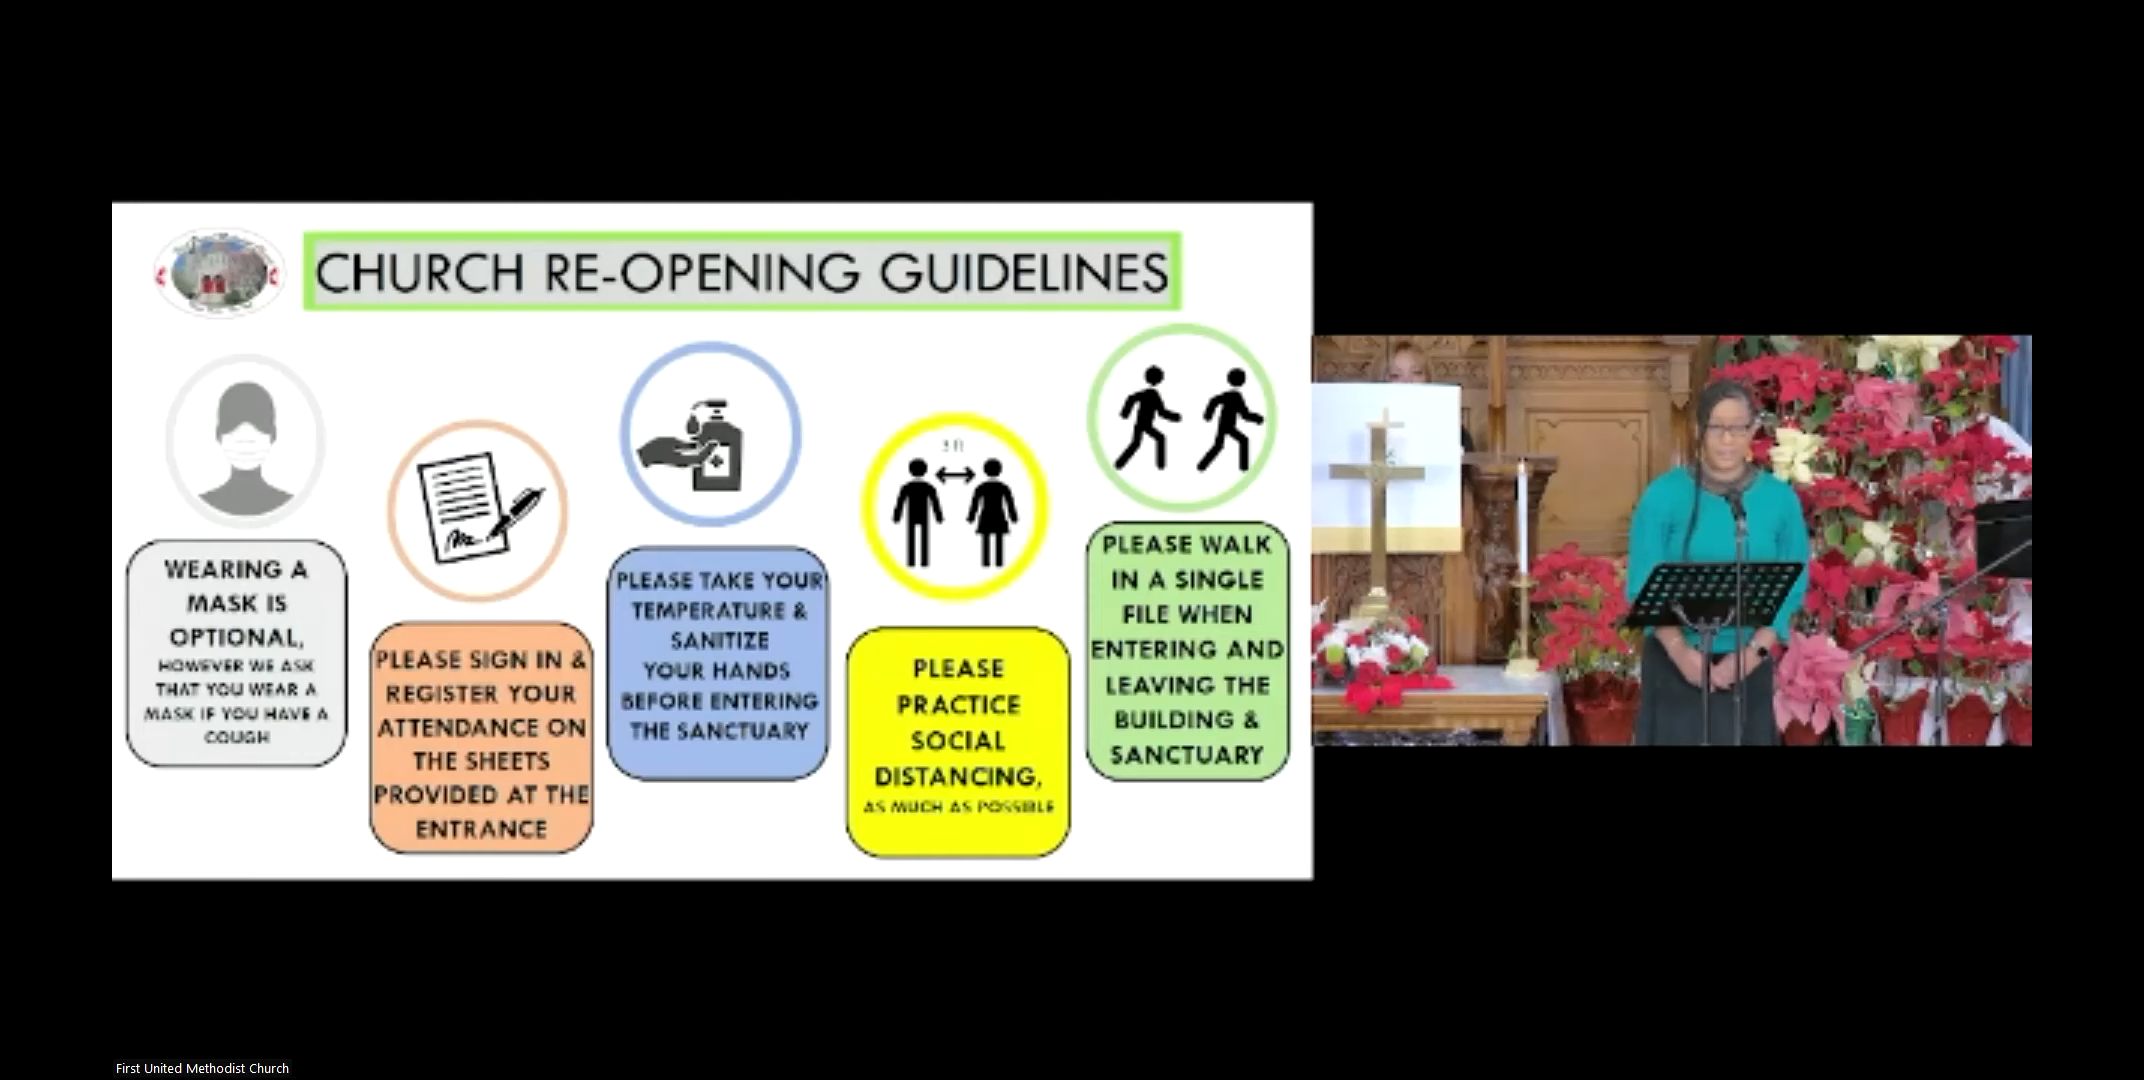 CHURCH RE-OPENING GUIDELINES
WEARING A
MASK IS
OPTIONAL,
HOWEVER WE ASK
THAT YOU WEAR A
MASK IF YOU HAVE A
COUGH
PLEASE SIGN IN &
REGISTER YOUR
ATTENDANCE ON
THE SHEETS
PROVIDED AT THE
ENTRANCE
PLEASE TAKE YOUR
TEMPERATURE &
SANITIZE
YOUR HANDS
BEFORE ENTERING
THE SANCTUARY
PLEASE
PRACTICE
SOCIAL
DISTANCING,
AS MUCH AS POSSIBLE
PLEASE WALK
IN A SINGLE
FILE WHEN
ENTERING AND
LEAVING THE
BUILDING &
SANCTUARY
First United Methodist Church